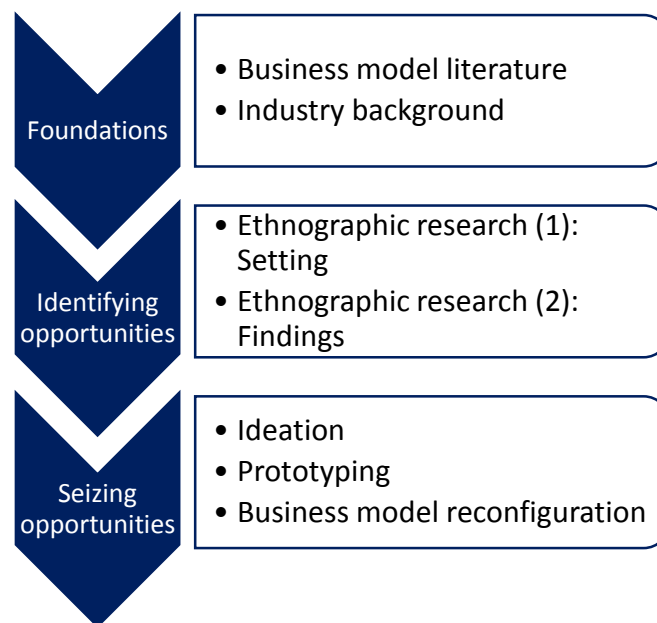 Foundations
• Business model literature
• Industry background
Identifying
opportunities
• Ethnographic research (1):
Setting
• Ethnographic research (2):
Findings
Seizing
opportunities
• Ideation
• Prototyping
• Business model reconfiguration